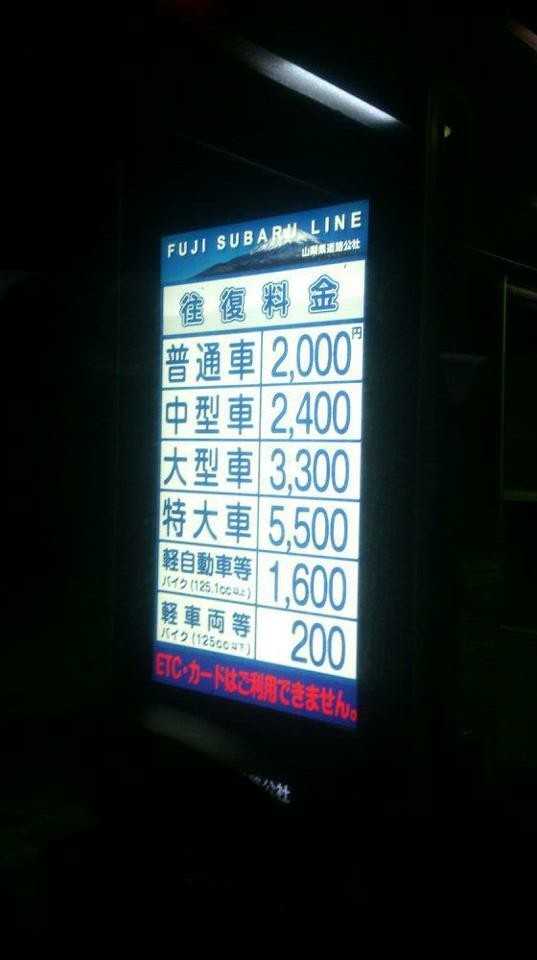 FUJI SUBARU LINE
山梨県道路公社
往復料金
普通車 2,000円
中型車 2,400
大型車 3,300
特大車 5,500
軽自動車等 1,600
バイク(125.1cc以上)
軽車両等 200
バイク(125cc以下)
ETC・カードはご利用できません。
公社